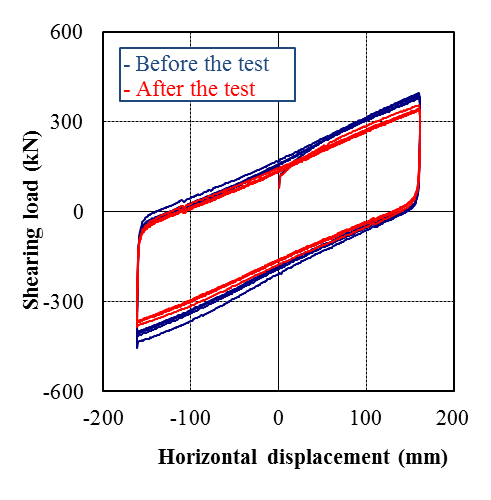 600
- Before the test
- After the test
300
0
-300
-600
-200 -100 0 100 200
Shearing load (kN)
Horizontal displacement (mm)